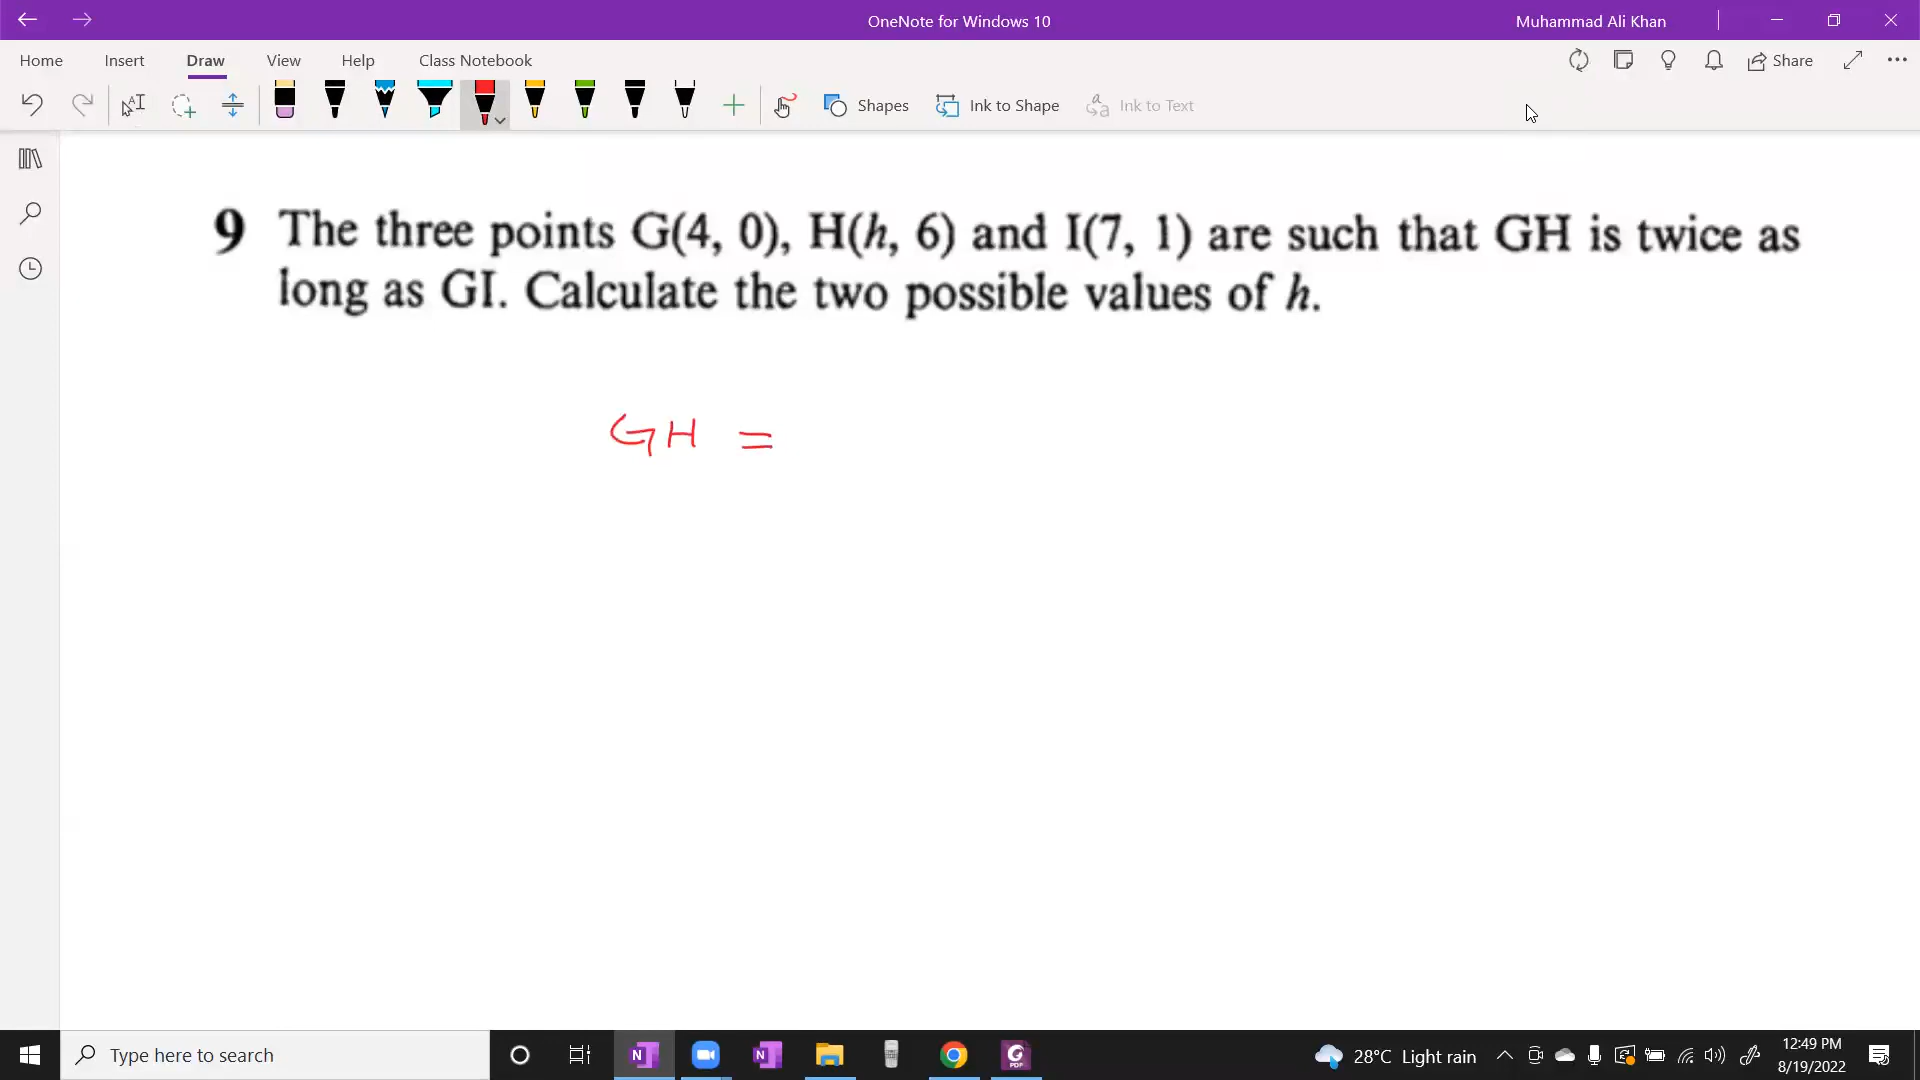 OneNote for Windows 10
Muhammad Ali Khan
Home Insert Draw View Help Class Notebook
Share
Shapes Ink to Shape Ink to Text
9 The three points G(4, 0), H(h, 6) and I(7, 1) are such that GH is twice as
long as GI. Calculate the two possible values of h.
GH =
Type here to search
28°C Light rain
12:49 PM
8/19/2022